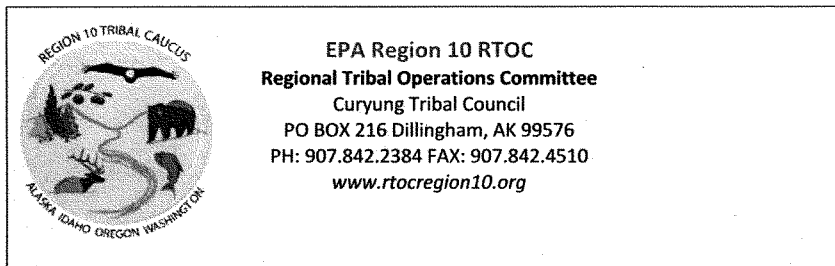 REGION 10 TRIBAL CAUCUS
ALASKA IDAHO OREGON WASHINGTON
EPA Region 10 RTOC
Regional Tribal Operations Committee
Curyung Tribal Council
PO BOX 216 Dillingham, AK 99576
PH: 907.842.2384 FAX: 907.842.4510
www.rtocregion10.org